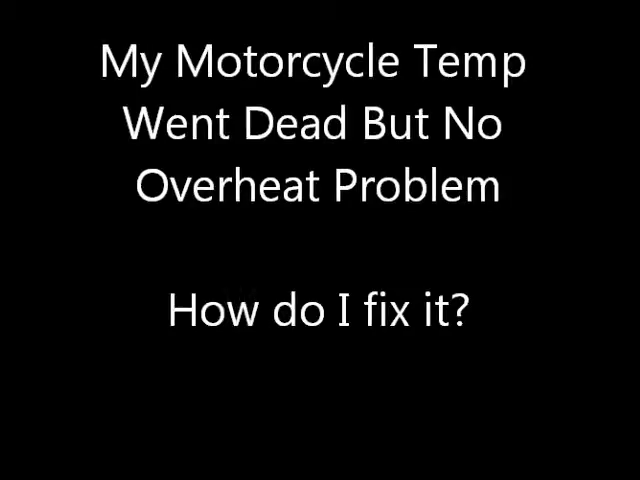 My Motorcycle Temp
Went Dead But No
Overheat Problem
How do I fix it?